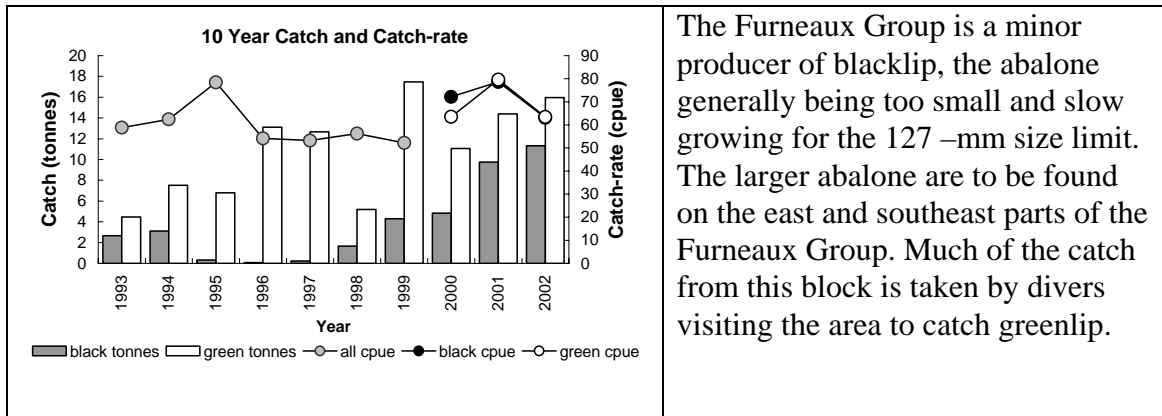 10 Year Catch and Catch-rate
20
18
16
14
12
10
8
6
4
2
0
Catch (tonnes)
90
80
70
60
50
40
30
20
10
0
Catch-rate (cpue)
1993
1994
1995
1996
1997
1998
1999
2000
2001
2002
Year
black tonnes green tonnes all cpue black cpue green cpue
The Furneaux Group is a minor
producer of blacklip, the abalone
generally being too small and slow
growing for the 127 –mm size limit.
The larger abalone are to be found
on the east and southeast parts of the
Furneaux Group. Much of the catch
from this block is taken by divers
visiting the area to catch greenlip.